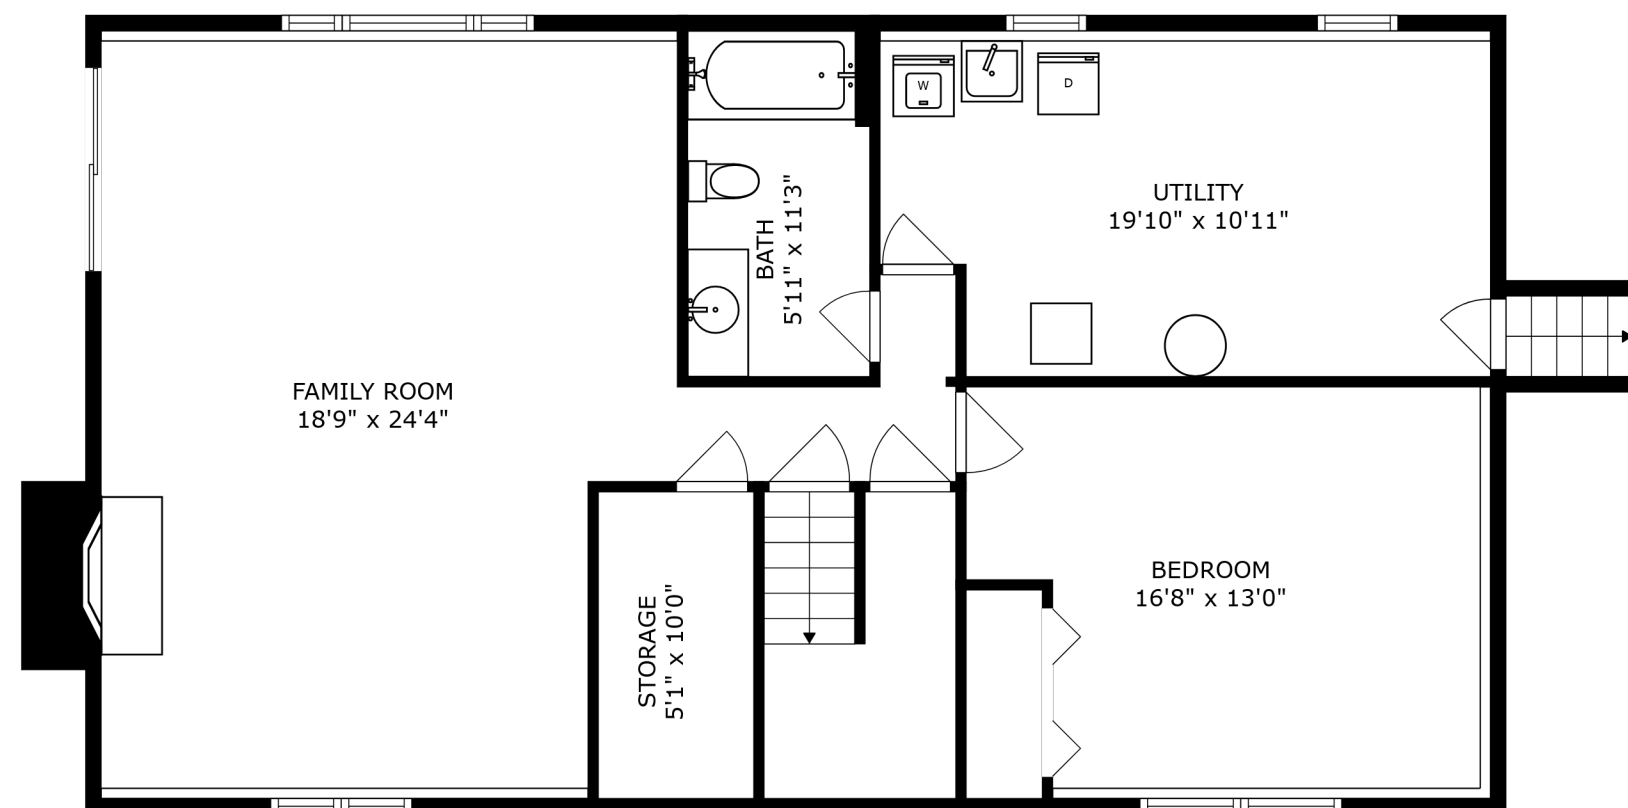 W
D
UTILITY
19'10" x 10'11"
BATH
5'11" x 11'3"
FAMILY ROOM
18'9" x 24'4"
BEDROOM
16'8" x 13'0"
STORAGE
5'1" x 10'0"